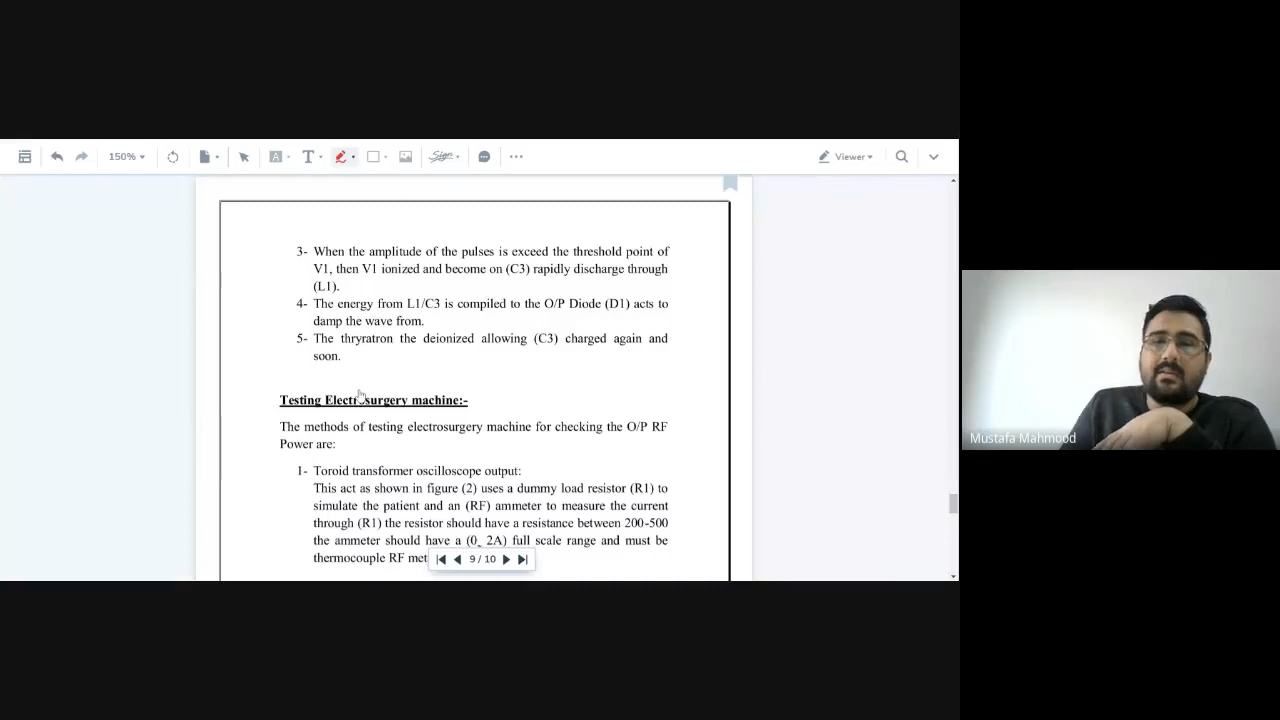 150%
T
A
Sign
Viewer
3- When the amplitude of the pulses is exceed the threshold point of
V1, then V1 ionized and become on (C3) rapidly discharge through
(L1).
4- The energy from L1/C3 is compiled to the O/P Diode (D1) acts to
damp the wave from.
5- The thryratron the deionized allowing (C3) charged again and
soon.
Testing Electrosurgery machine:-
The methods of testing electrosurgery machine for checking the O/P RF
Power are:
1- Toroid transformer oscilloscope output:
This act as shown in figure (2) uses a dummy load resistor (R1) to
simulate the patient and an (RF) ammeter to measure the current
through (R1) the resistor should have a resistance between 200-500
the ammeter should have a (0_ 2A) full scale range and must be
thermocouple RF met
9 / 10
Mustafa Mahmood